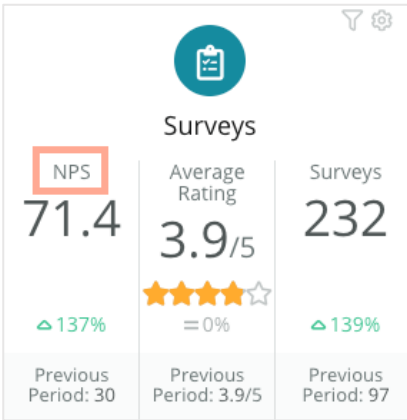 Surveys
NPS
71.4
137%
Previous
Period: 30
Average
Rating
3.9/5
=0%
Previous
Period: 3.9/5
Surveys
232
139%
Previous
Period: 97